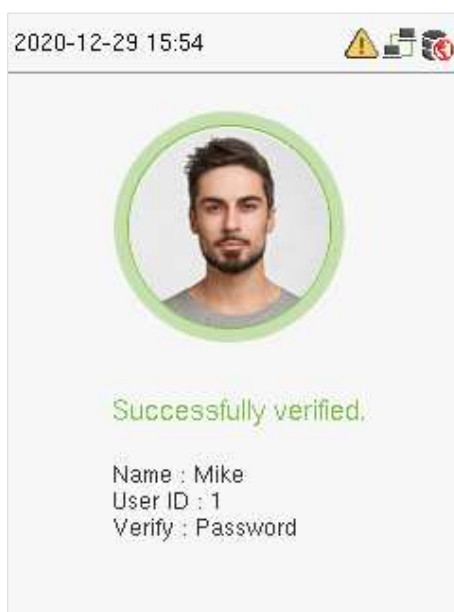 2020-12-29 15:54
Successfully verified.
Name : Mike
User ID : 1
Verify : Password